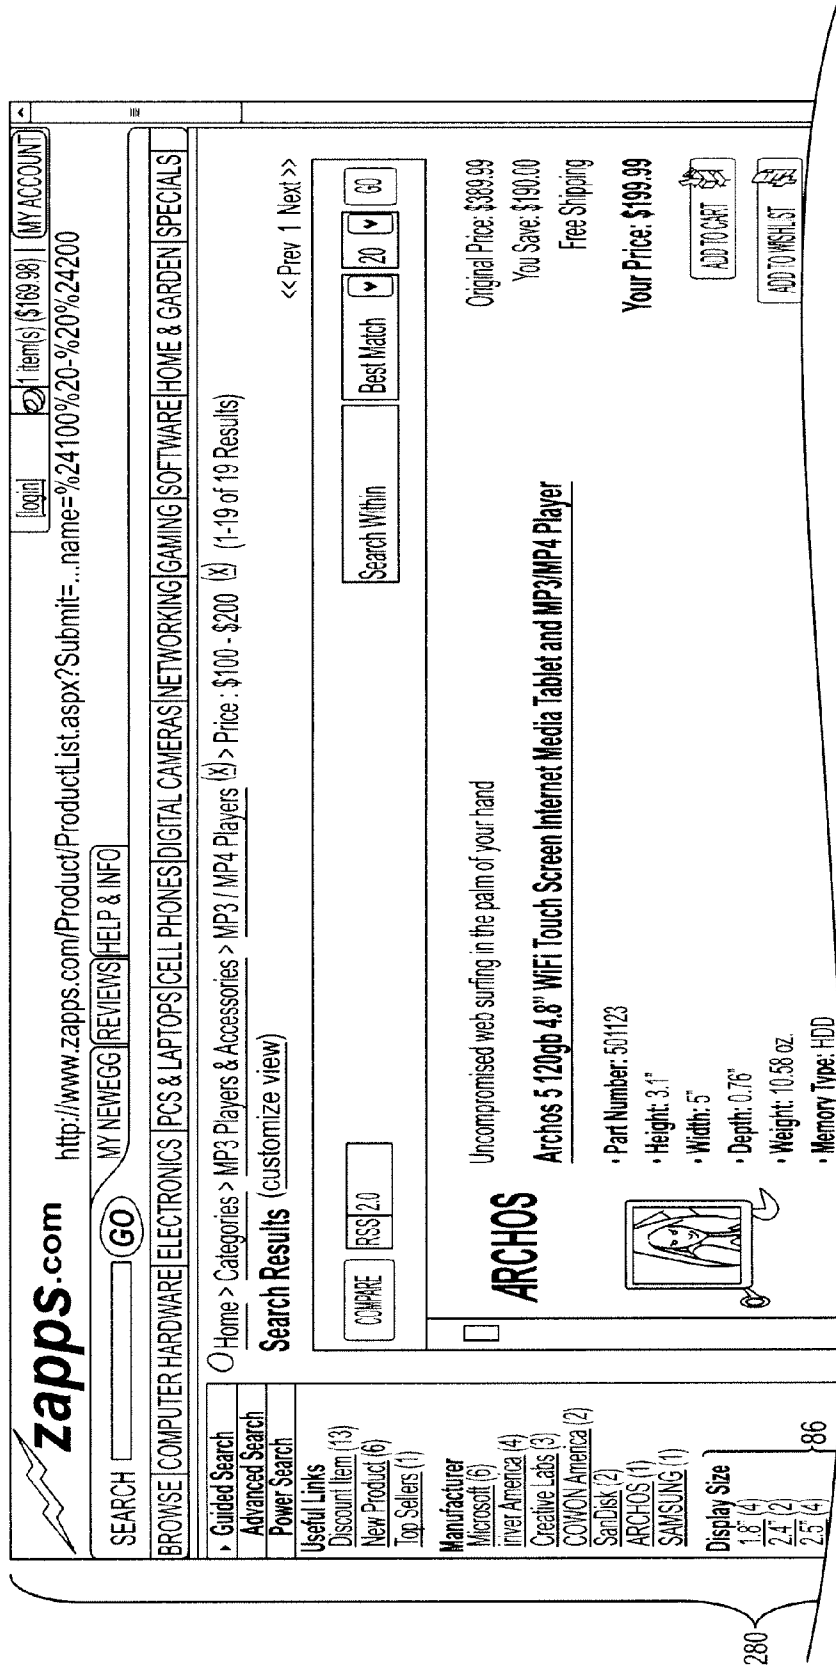 zapps.com
[login] 1 item(s) ($169.98) MY ACCOUNT
http://www.zapps.com/Product/ProductList.aspx?Submit=...name=%24100%20-%20%24200
SEARCH GO MY NEWEGG REVIEWS HELP & INFO
BROWSE COMPUTER HARDWARE ELECTRONICS PCS & LAPTOPS CELL PHONES DIGITAL CAMERAS NETWORKING GAMING SOFTWARE HOME & GARDEN SPECIALS
Guided Search
Advanced Search
Power Search
Useful Links
Discount Item (13)
New Product (6)
Top Sellers (1)
Manufacturer
Microsoft (6)
iriver America (4)
Creative Labs (3)
COWON America (2)
SanDisk (2)
ARCHOS (1)
SAMSUNG (1)
Display Size
1.8" (4)
2.4" (2)
2.5" (4)
86
280
Home > Categories > MP3 Players & Accessories > MP3 / MP4 Players (X) > Price : $100 - $200 (X) (1-19 of 19 Results)
Search Results (customize view)
<< Prev 1 Next >>
COMPARE RSS 2.0 Search Within Best Match 20 GO
ARCHOS
Uncompromised web surfing in the palm of your hand
Archos 5 120gb 4.8" WiFi Touch Screen Internet Media Tablet and MP3/MP4 Player
• Part Number: 501123
• Height: 3.1"
• Width: 5"
• Depth: 0.76"
• Weight: 10.58 oz.
• Memory Type: HDD
Original Price: $389.99
You Save: $190.00
Free Shipping
Your Price: $199.99
ADD TO CART
ADD TO WISHLIST